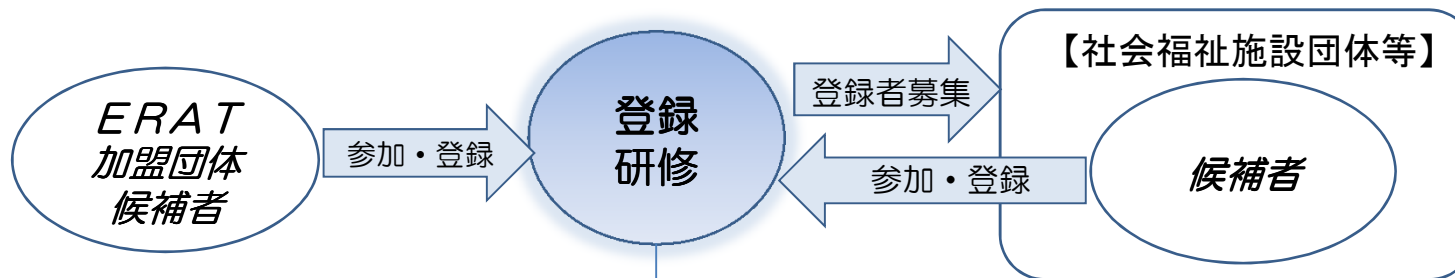 ERAT
加盟団体
候補者
参加・登録
登録
研修
登録者募集
参加・登録
【社会福祉施設団体等】
候補者